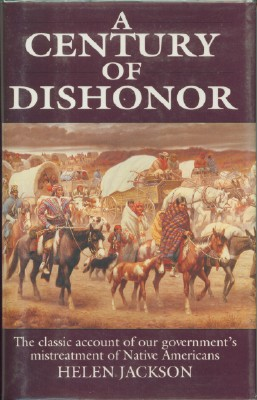 A
CENTURY
OF
DISHONOR
The classic account of our government's
mistreatment of Native Americans
HELEN JACKSON